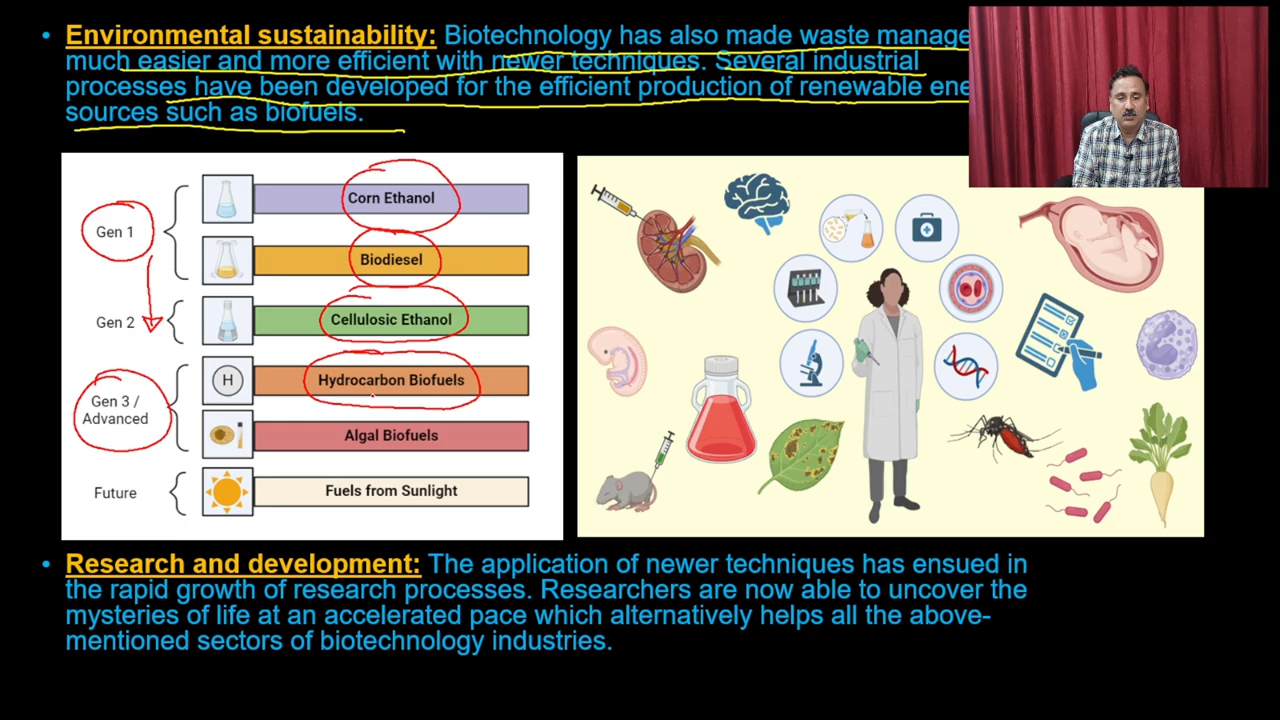 • Environmental sustainability: Biotechnology has also made waste manage
much easier and more efficient with newer techniques. Several industrial
processes have been developed for the efficient production of renewable ene
sources such as biofuels.
Gen 1
Corn Ethanol
Biodiesel
Gen 2
Cellulosic Ethanol
Gen 3 /
Advanced
H
Hydrocarbon Biofuels
Algal Biofuels
Future
Fuels from Sunlight
• Research and development: The application of newer techniques has ensued in
the rapid growth of research processes. Researchers are now able to uncover the
mysteries of life at an accelerated pace which alternatively helps all the above-
mentioned sectors of biotechnology industries.